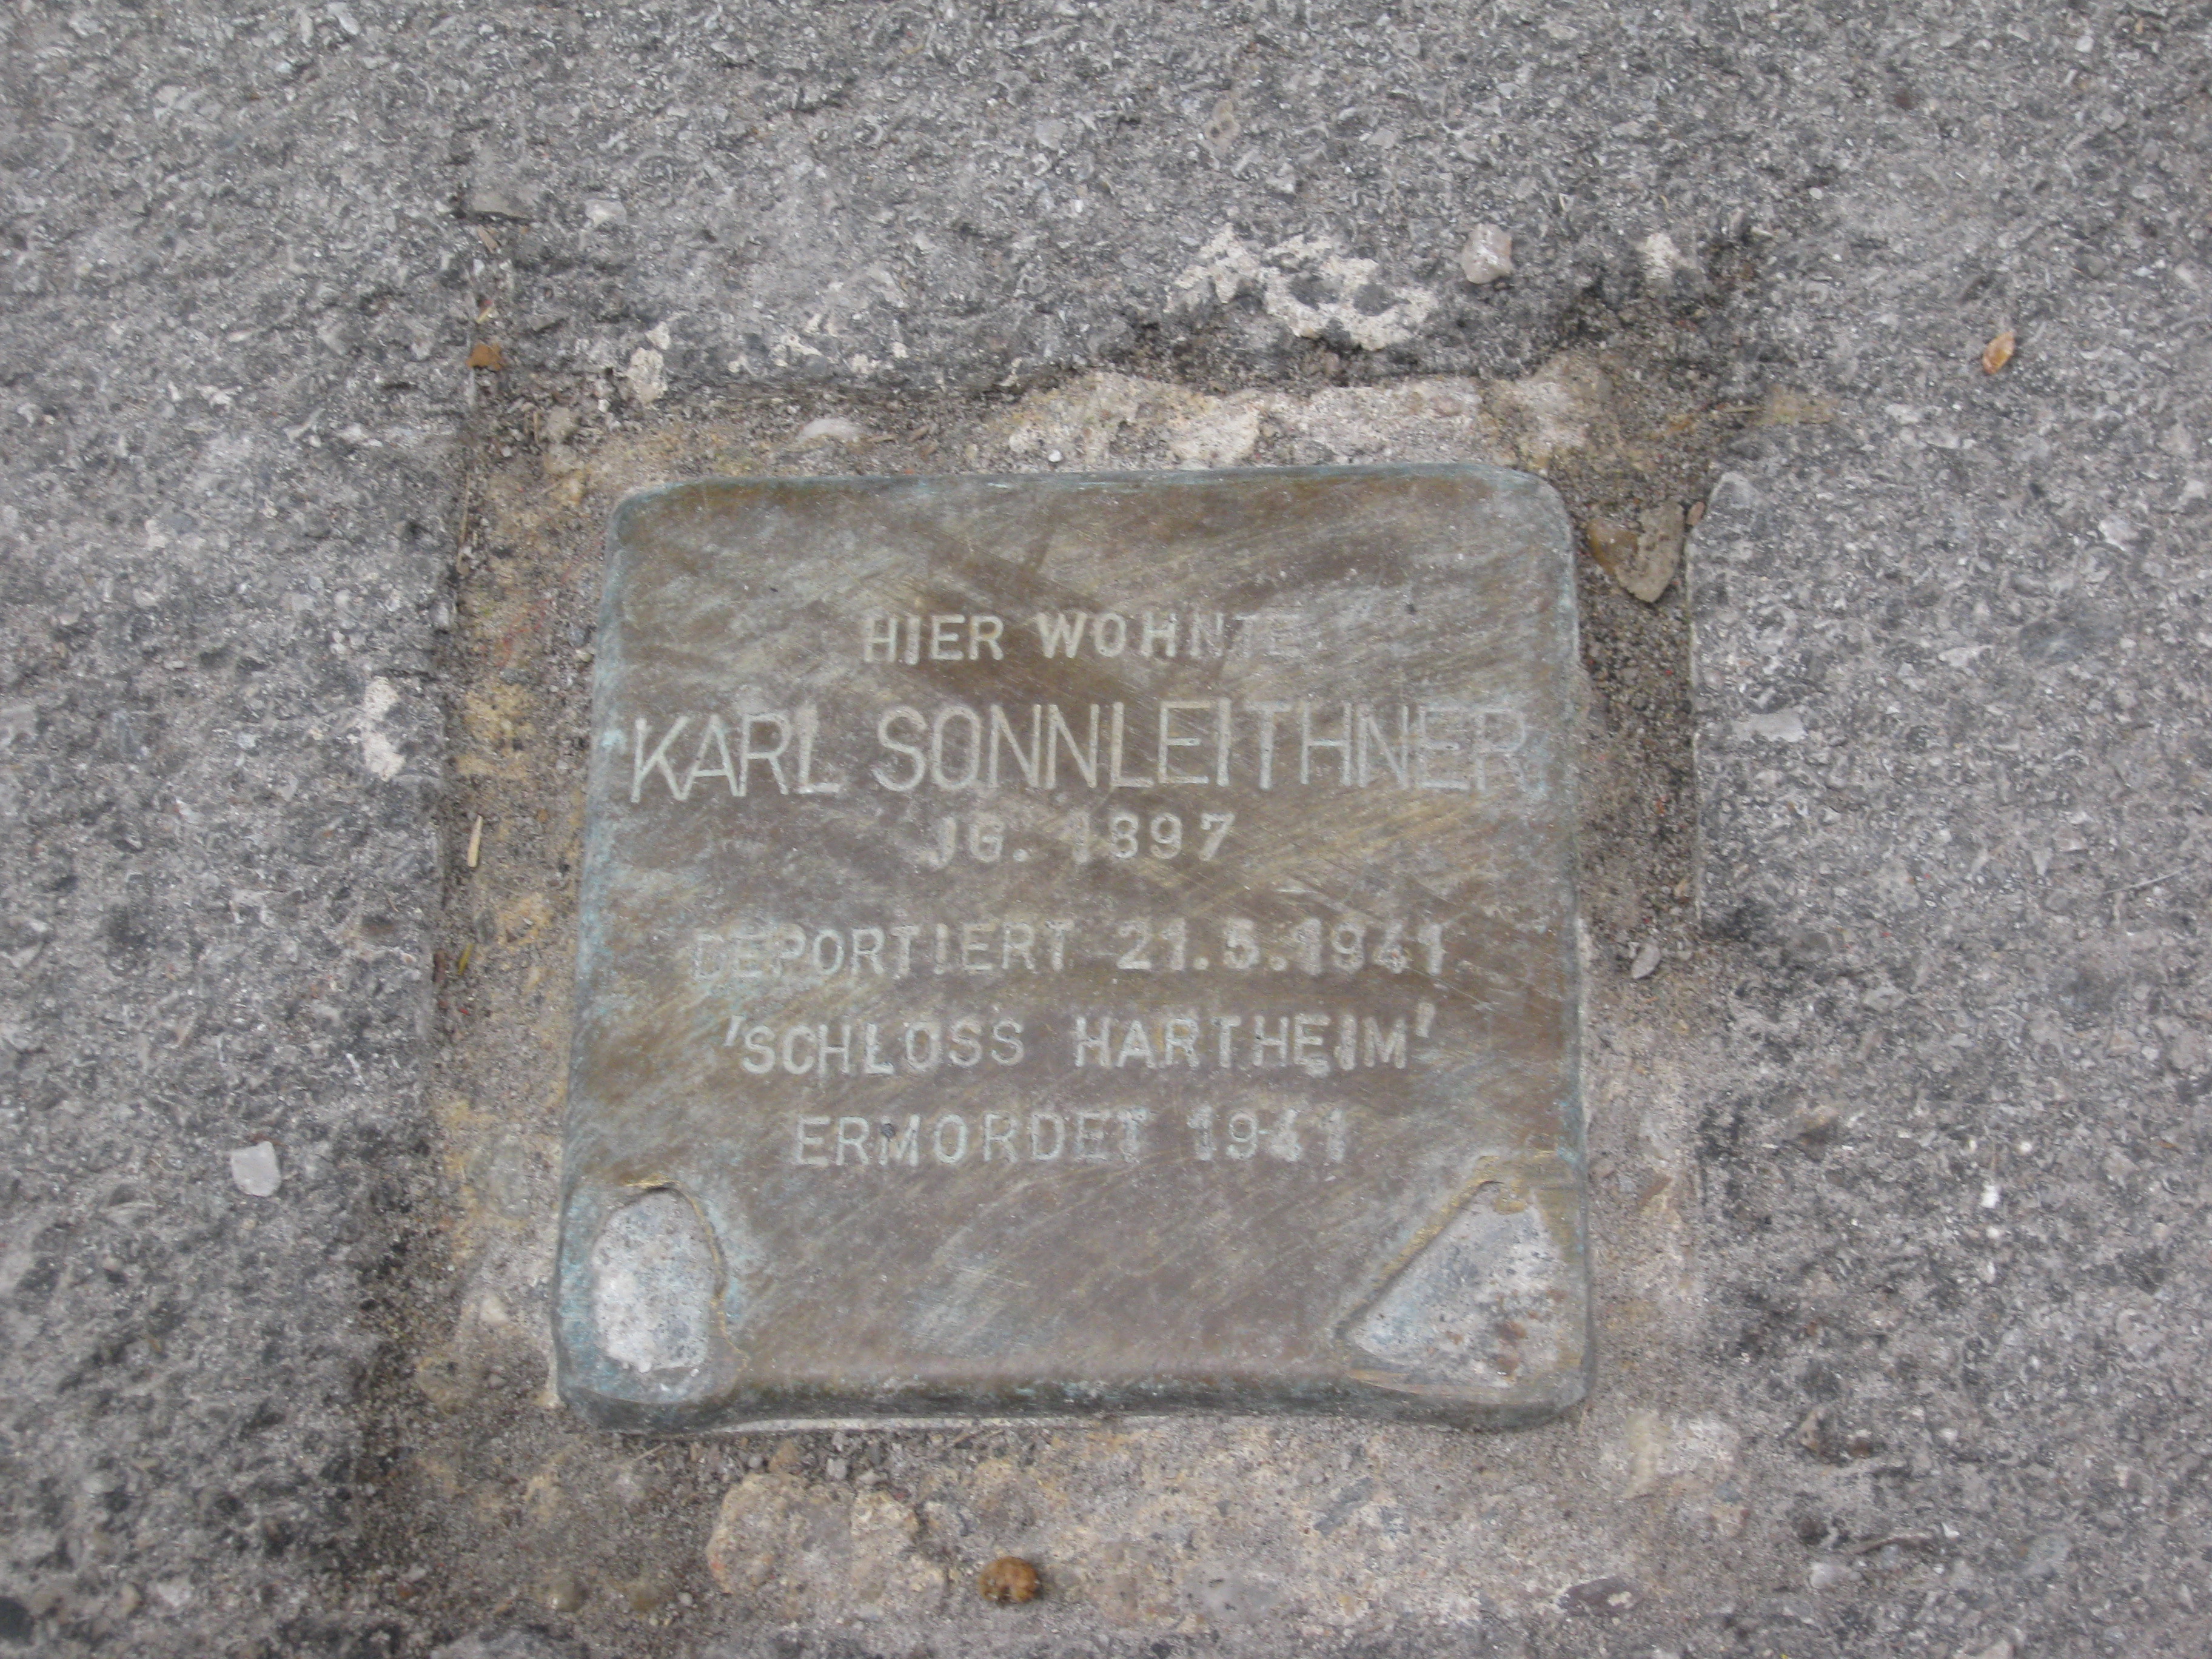 HIER WOHNTE
KARL SONNLEITHNER
JG. 1897
DEPORTIERT 21.5.1941
'SCHLOSS HARTHEIM'
ERMORDET 1941